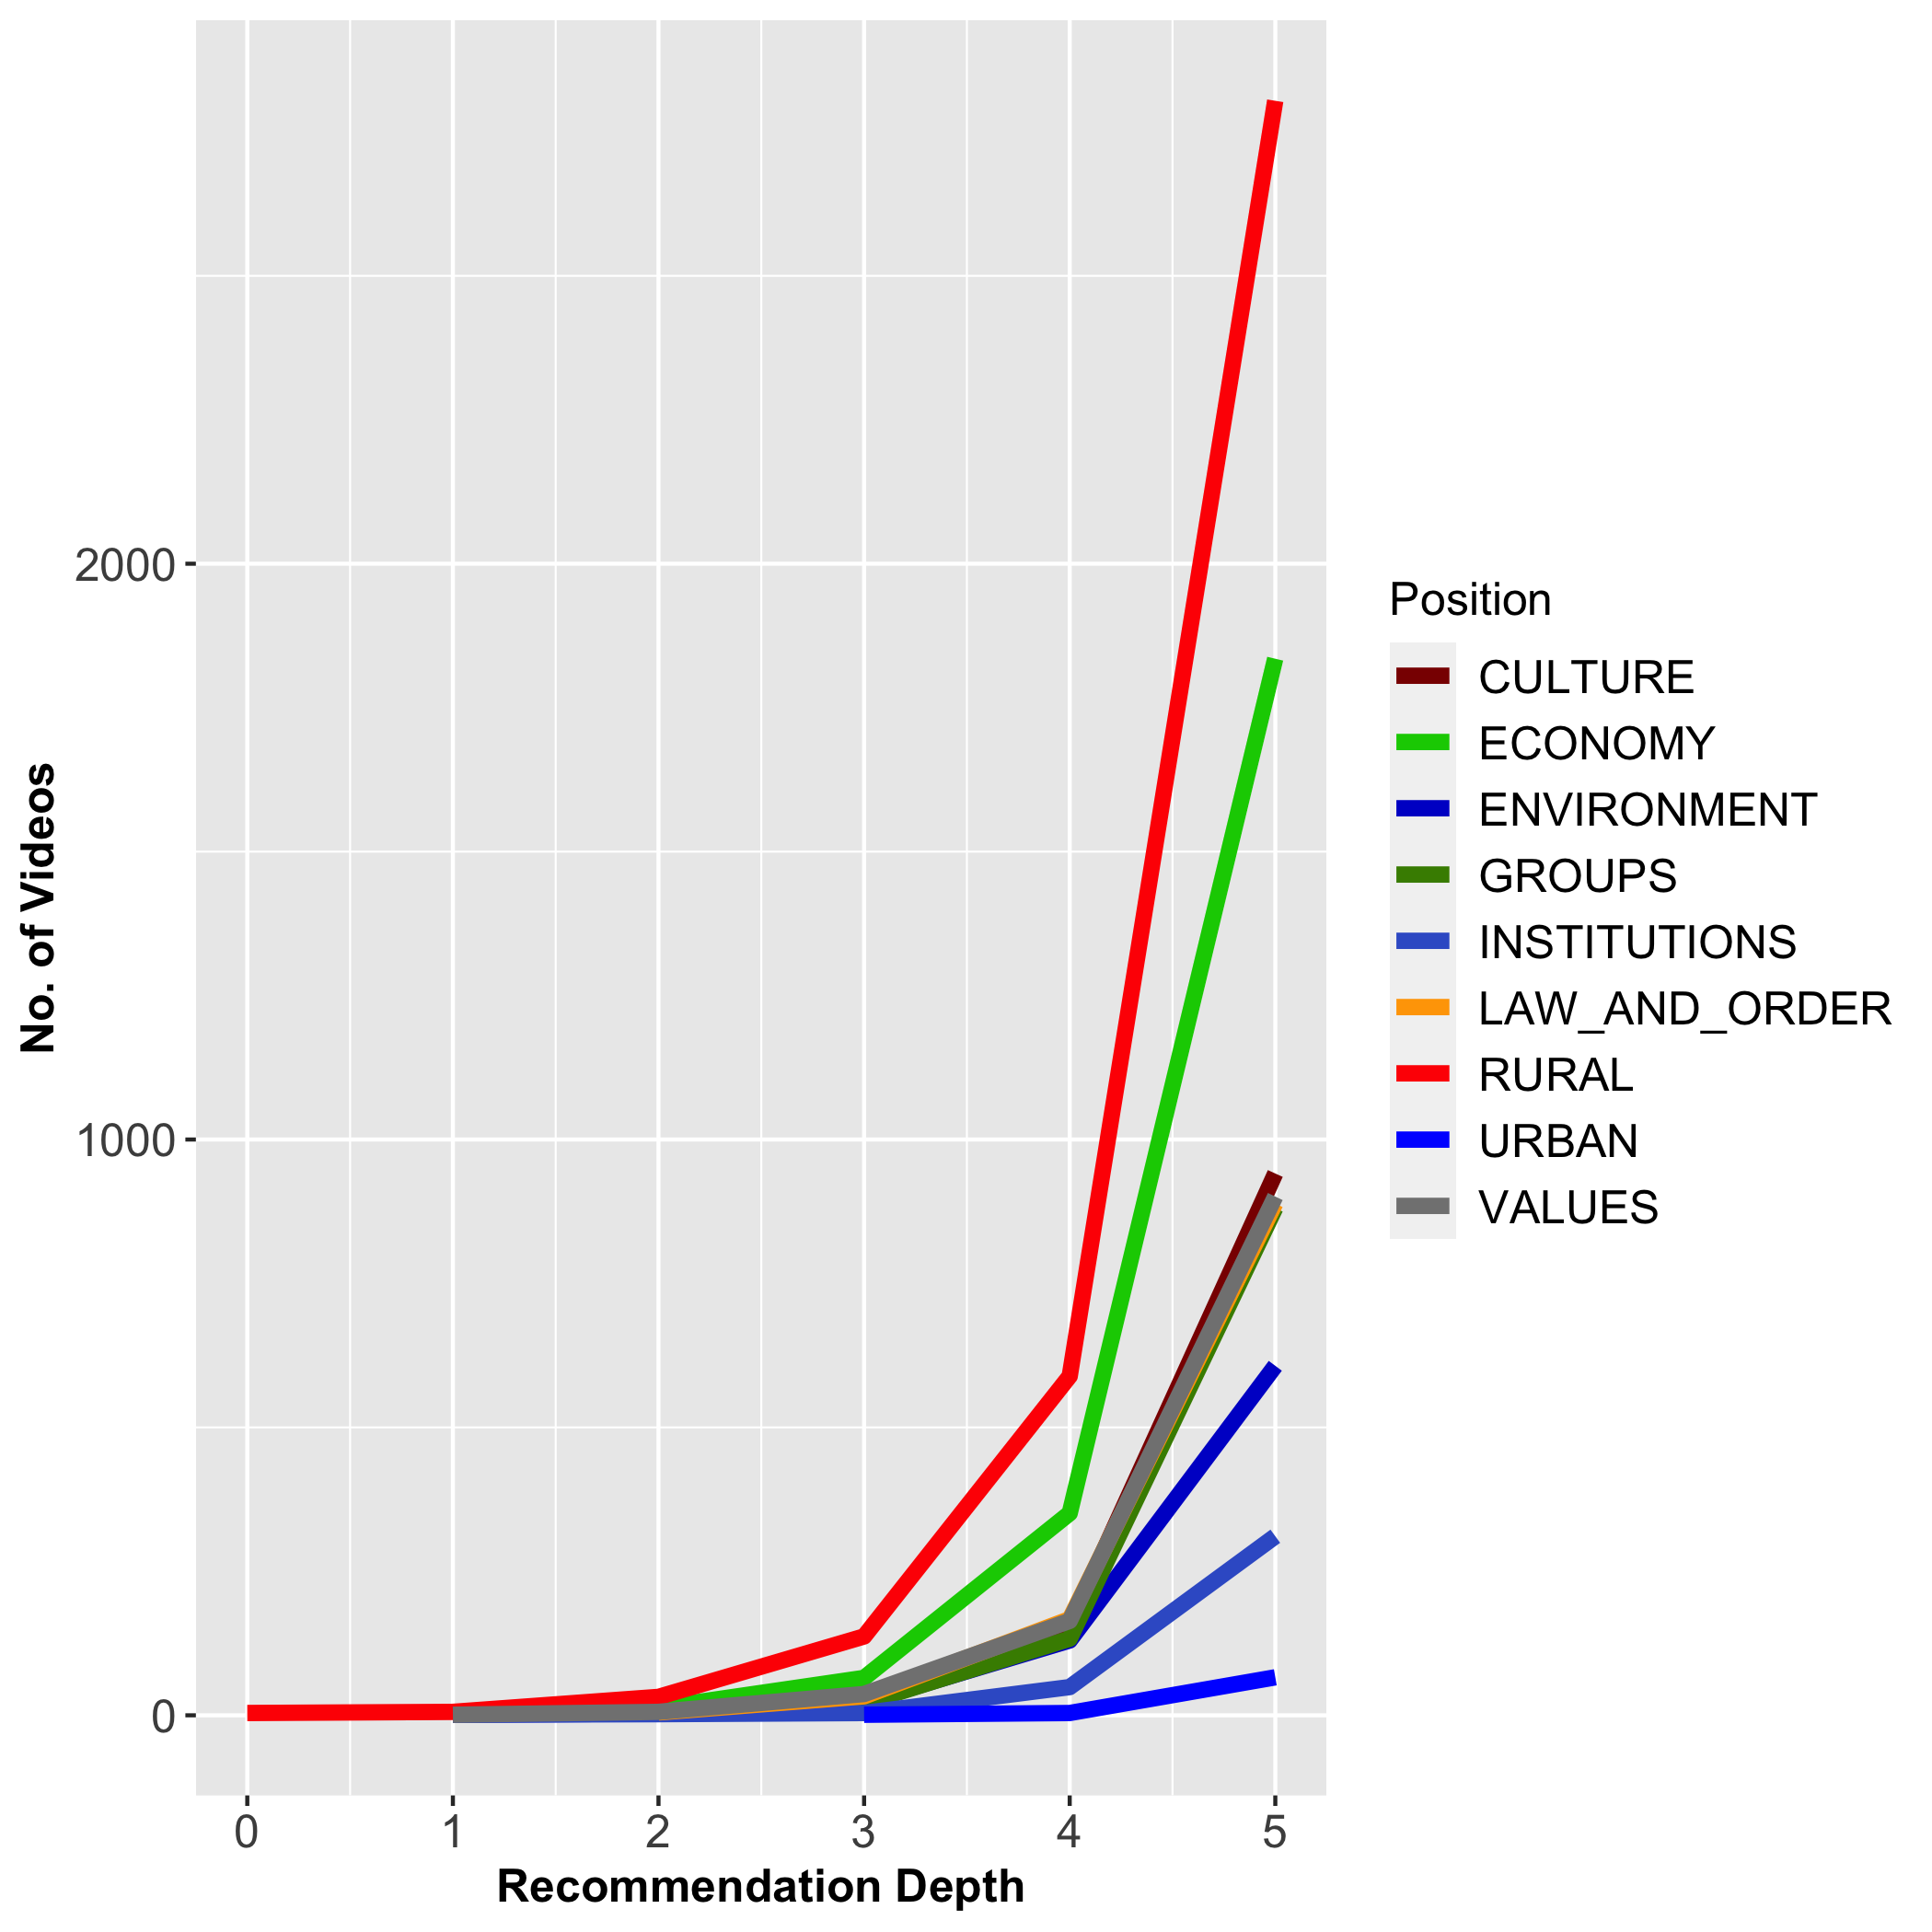 No. of Videos
2000
1000
0
0 1 2 3 4 5
Recommendation Depth
Position
CULTURE
ECONOMY
ENVIRONMENT
GROUPS
INSTITUTIONS
LAW_AND_ORDER
RURAL
URBAN
VALUES